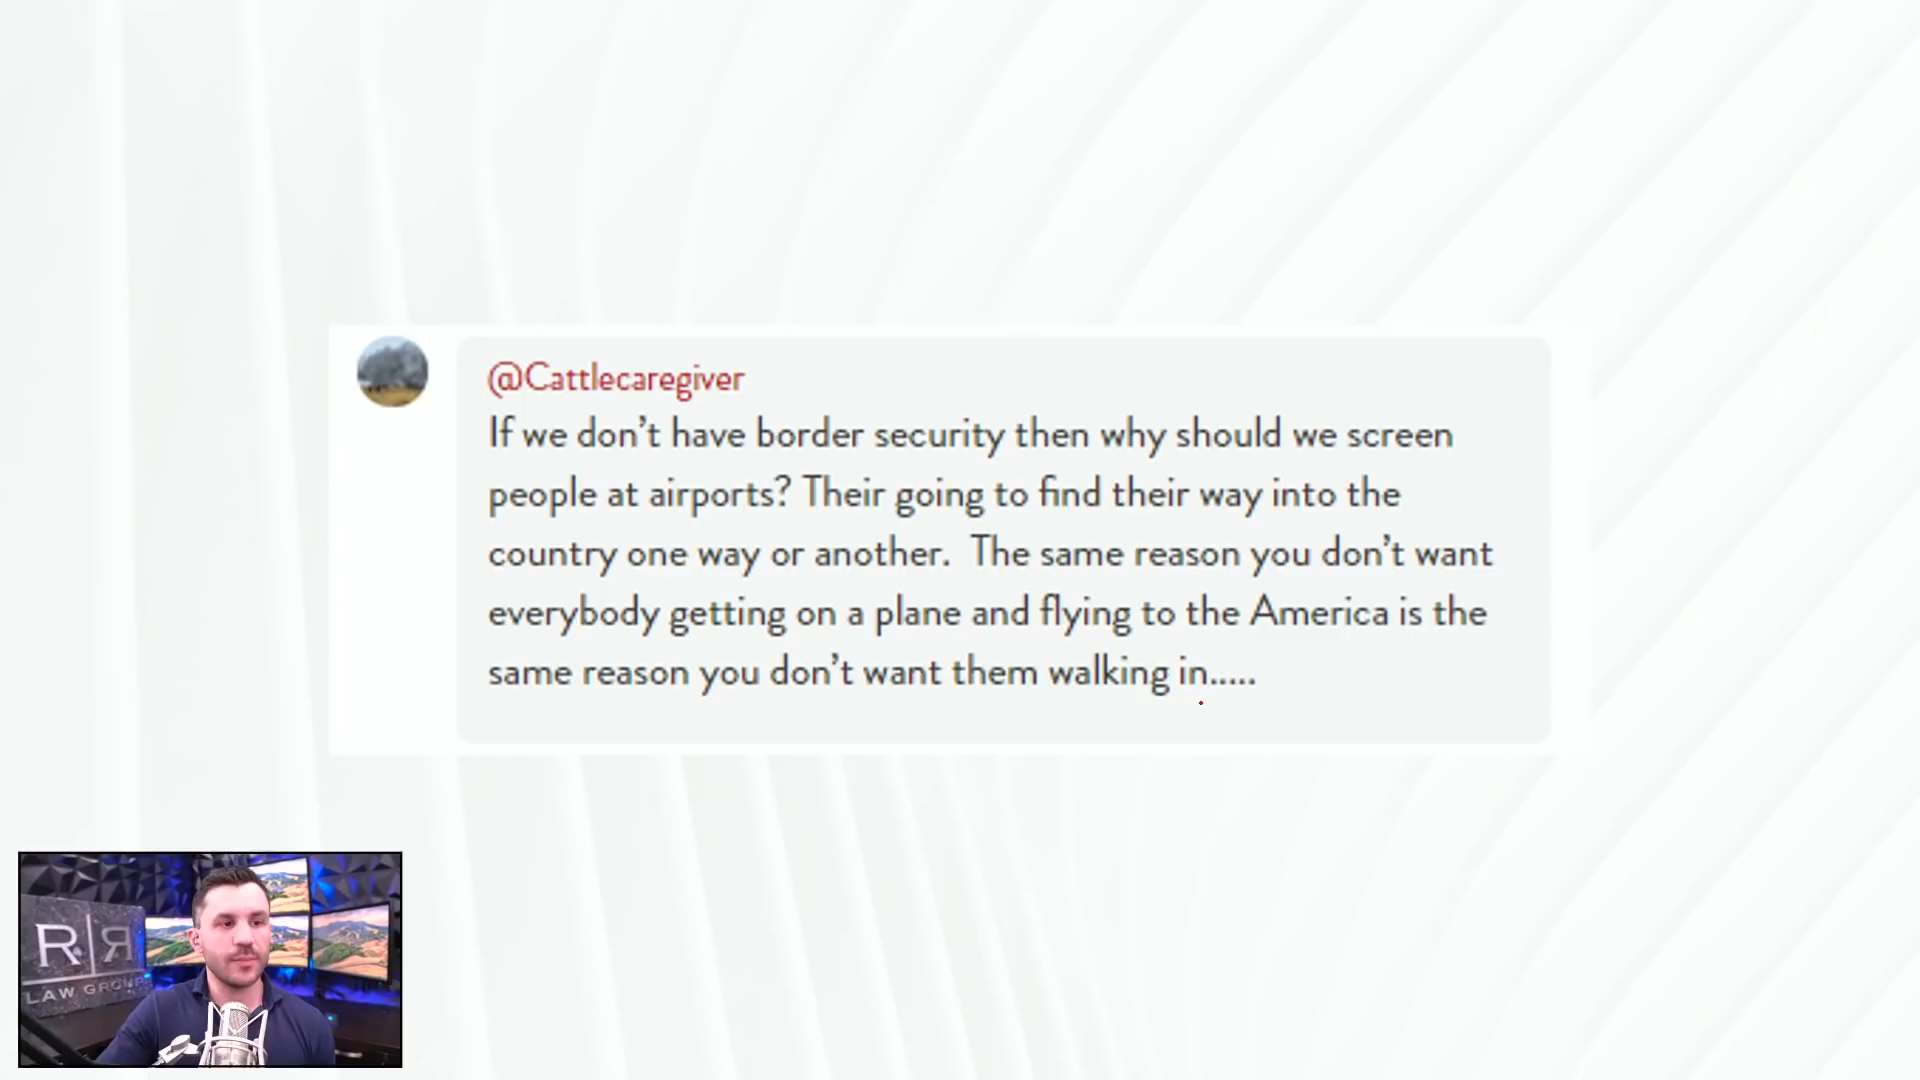 @Cattlecaregiver
If we don't have border security then why should we screen
people at airports? Their going to find their way into the
country one way or another.  The same reason you don't want
everybody getting on a plane and flying to the America is the
same reason you don't want them walking in.....
R&R
LAW GROUP